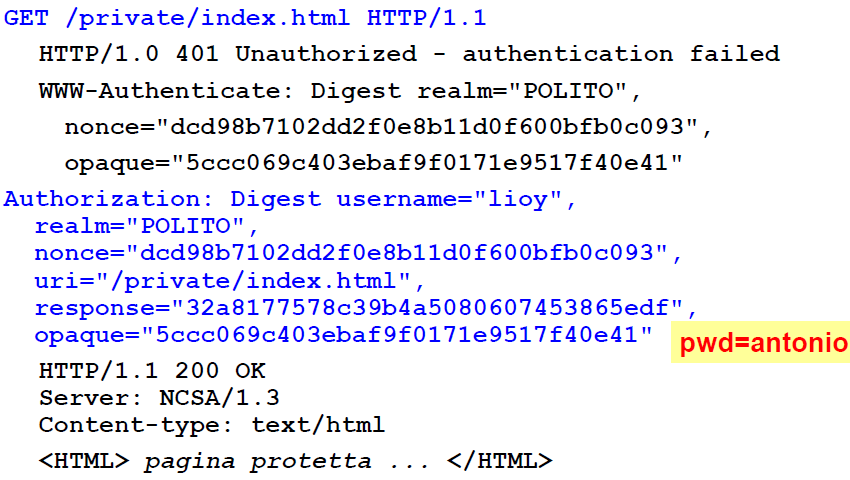 GET /private/index.html HTTP/1.1
HTTP/1.0 401 Unauthorized - authentication failed
WWW-Authenticate: Digest realm="POLITO",
nonce="dcd98b7102dd2f0e8b11d0f600bfb0c093",
opaque="5ccc069c403ebaf9f0171e9517f40e41"
Authorization: Digest username="lioy",
realm="POLITO",
nonce="dcd98b7102dd2f0e8b11d0f600bfb0c093",
uri="/private/index.html",
response="32a8177578c39b4a5080607453865edf",
opaque="5ccc069c403ebaf9f0171e9517f40e41"
pwd=antonio
HTTP/1.1 200 OK
Server: NCSA/1.3
Content-type: text/html
<HTML> pagina protetta ... </HTML>